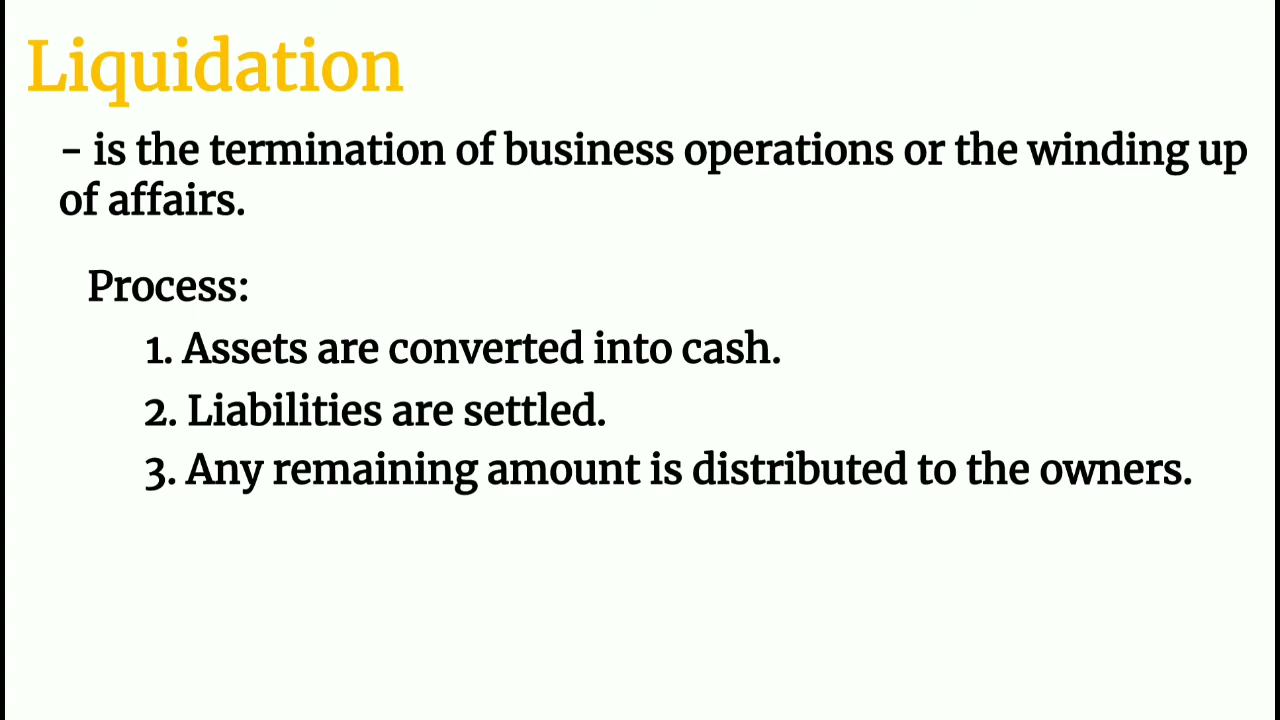 Liquidation
- is the termination of business operations or the winding up
of affairs.
Process:
1. Assets are converted into cash.
2. Liabilities are settled.
3. Any remaining amount is distributed to the owners.